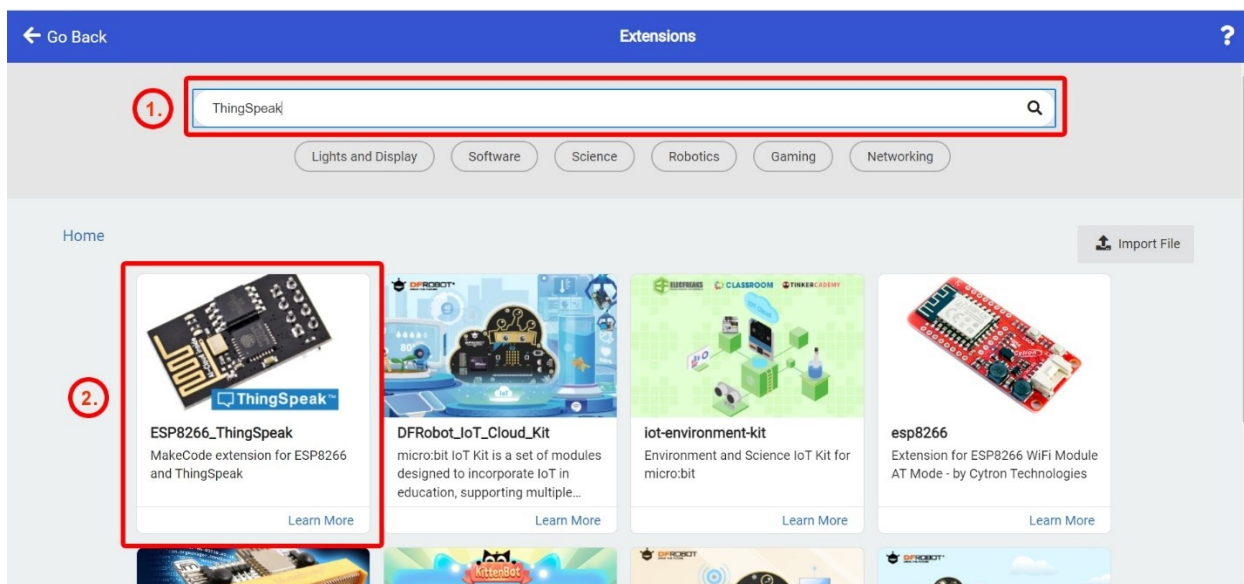 Go Back
Extensions
?
1.
ThingSpeak
Lights and Display
Software
Science
Robotics
Gaming
Networking
Home
Import File
2.
ThingSpeak™
ESP8266_ThingSpeak
MakeCode extension for ESP8266
and ThingSpeak
Learn More
DFROBOT
IoT
DFRobot_IoT_Cloud_Kit
micro:bit IoT Kit is a set of modules
designed to incorporate IoT in
education, supporting multiple...
Learn More
ELECFREAKS
CLASSROOM
TINKERCADEMY
iot-environment-kit
Environment and Science IoT Kit for
micro:bit
Learn More
Cytron
esp8266
Extension for ESP8266 WiFi Module
AT Mode - by Cytron Technologies
Learn More
KittenBot
DFROBOT
DFROBOT